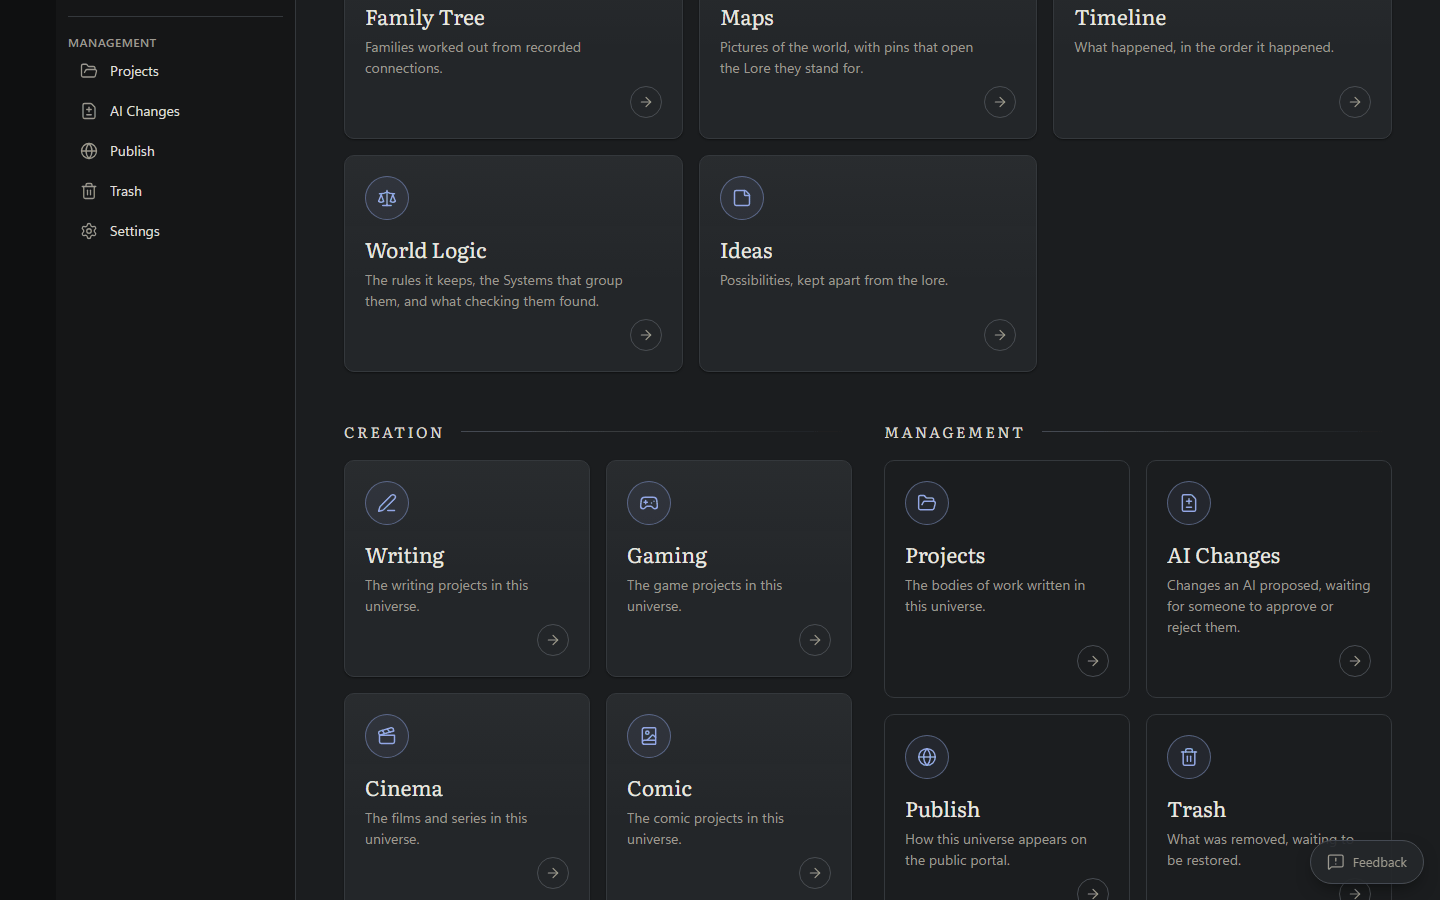 MANAGEMENT
Projects
AI Changes
Publish
Trash
Settings
Family Tree
Families worked out from recorded
connections.
Maps
Pictures of the world, with pins that open
the Lore they stand for.
Timeline
What happened, in the order it happened.
World Logic
The rules it keeps, the Systems that group
them, and what checking them found.
Ideas
Possibilities, kept apart from the lore.
CREATION
Writing
The writing projects in this
universe.
Gaming
The game projects in this
universe.
Cinema
The films and series in this
universe.
Comic
The comic projects in this
universe.
MANAGEMENT
Projects
The bodies of work written in
this universe.
AI Changes
Changes an AI proposed, waiting
for someone to approve or
reject them.
Publish
How this universe appears on
the public portal.
Trash
What was removed, waiting to
be restored.
Feedback